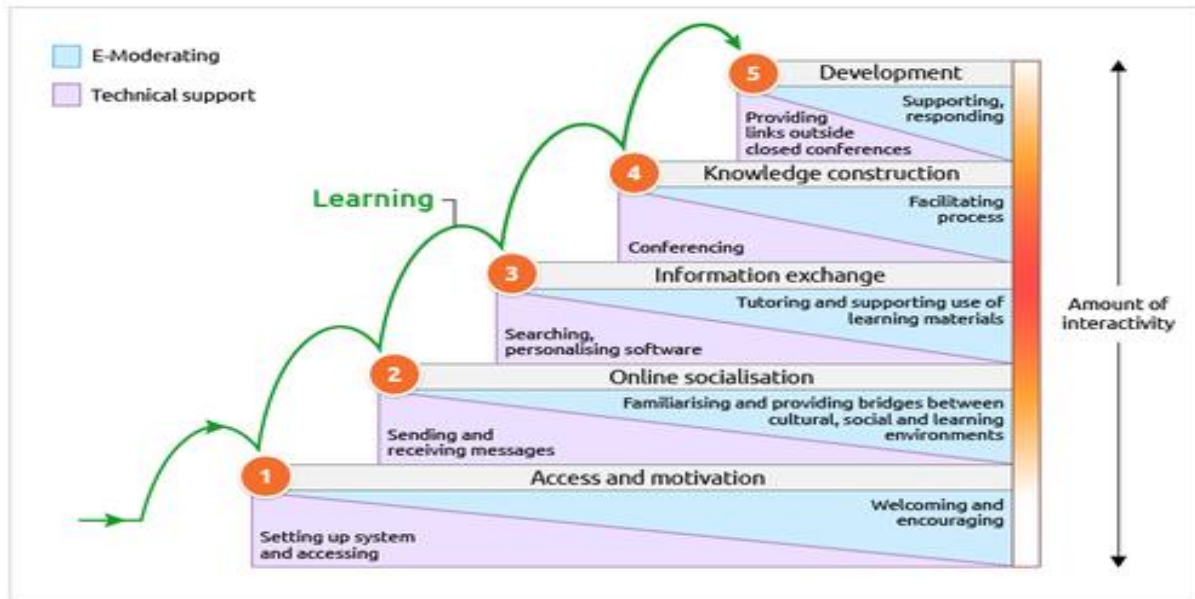 E-Moderating
Technical support
Learning
5
Development
Supporting,
responding
Providing
links outside
closed conferences
4
Knowledge construction
Facilitating
process
Conferencing
3
Information exchange
Tutoring and supporting use of
learning materials
Searching,
personalising software
2
Online socialisation
Familiarising and providing bridges between
cultural, social and learning
environments
Sending and
receiving messages
1
Access and motivation
Welcoming and
encouraging
Setting up system
and accessing
Amount of
interactivity